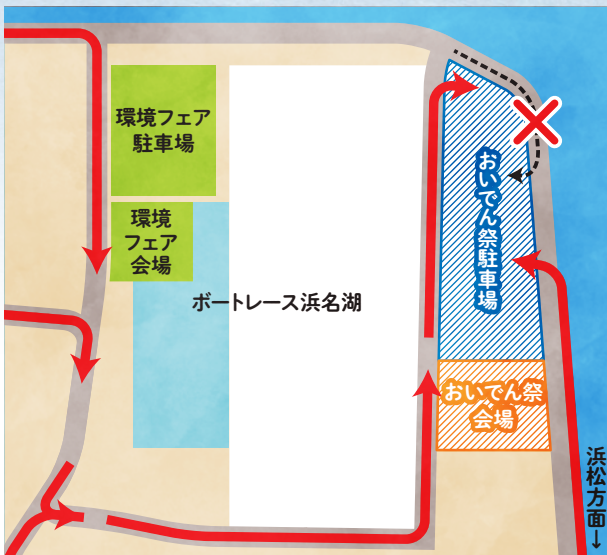 環境フェア
駐車場
環境
フェア
会場
ボートレース浜名湖
おいでん祭駐車場
おいでん祭
会場
浜松方面↓